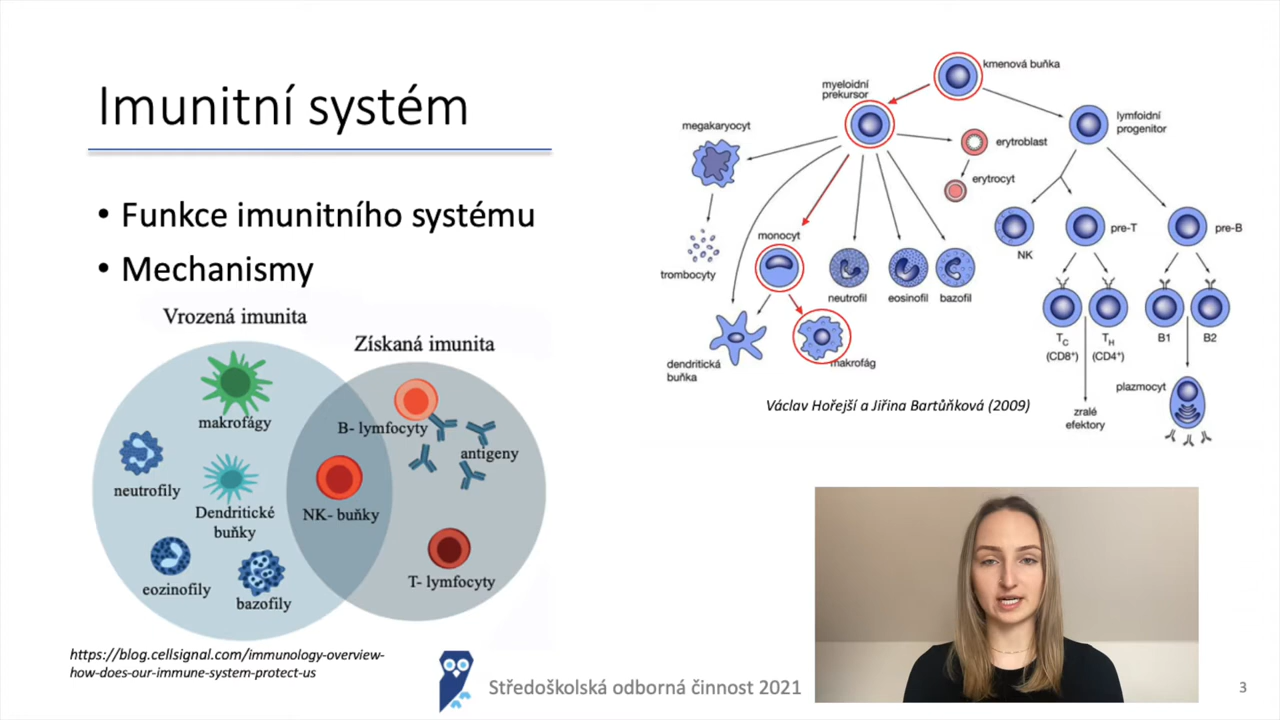 Imunitní systém
• Funkce imunitního systému
• Mechanismy
Vrozená imunita
Získaná imunita
makrofágy
B- lymfocyty
antigeny
neutrofily
Dendritické
buňky
NK- buňky
T- lymfocyty
eozinofily
bazofily
https://blog.cellsignal.com/immunology-overview-
how-does-our-immune-system-protect-us
kmenová buňka
myeloidní
prekursor
lymfoidní
progenitor
megakaryocyt
erytroblast
erytrocyt
monocyt
NK
pre-T
pre-B
trombocyty
neutrofil
eosinofil
bazofil
dendritická
buňka
makrofág
TC
(CD8+)
TH
(CD4+)
B1
B2
plazmocyt
zralé
efektory
Václav Hořejší a Jiřina Bartůňková (2009)
Středoškolská odborná činnost 2021
3